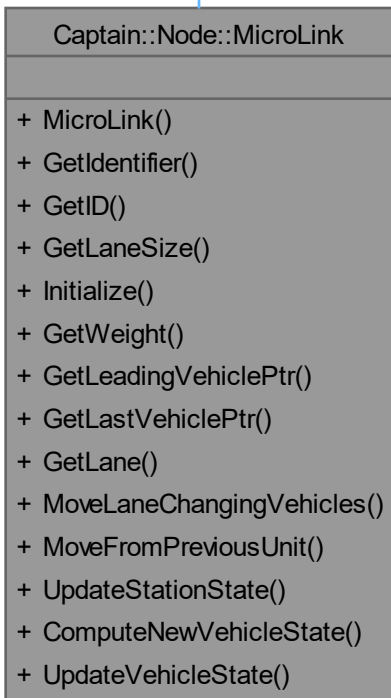 Captain::Node::MicroLink
+ MicroLink()
+ GetIdentifier()
+ GetID()
+ GetLaneSize()
+ Initialize()
+ GetWeight()
+ GetLeadingVehiclePtr()
+ GetLastVehiclePtr()
+ GetLane()
+ MoveLaneChangingVehicles()
+ MoveFromPreviousUnit()
+ UpdateStationState()
+ ComputeNewVehicleState()
+ UpdateVehicleState()